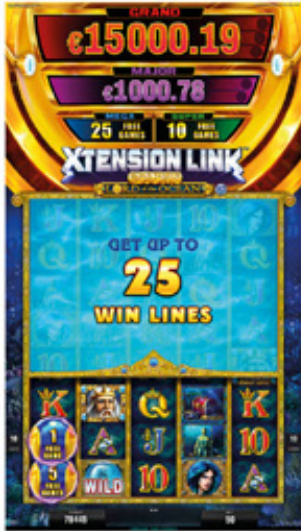 GRAND
€15000.19
MAJOR
€1000.78
MEGA
25 FREE GAMES
SUPER
10 FREE GAMES
XTENSION LINK
LORD of the OCEAN
GET UP TO
25
WIN LINES
K
Q
K
1 FREE GAME
A
J
10
5 FREE GAMES
WILD
10
A